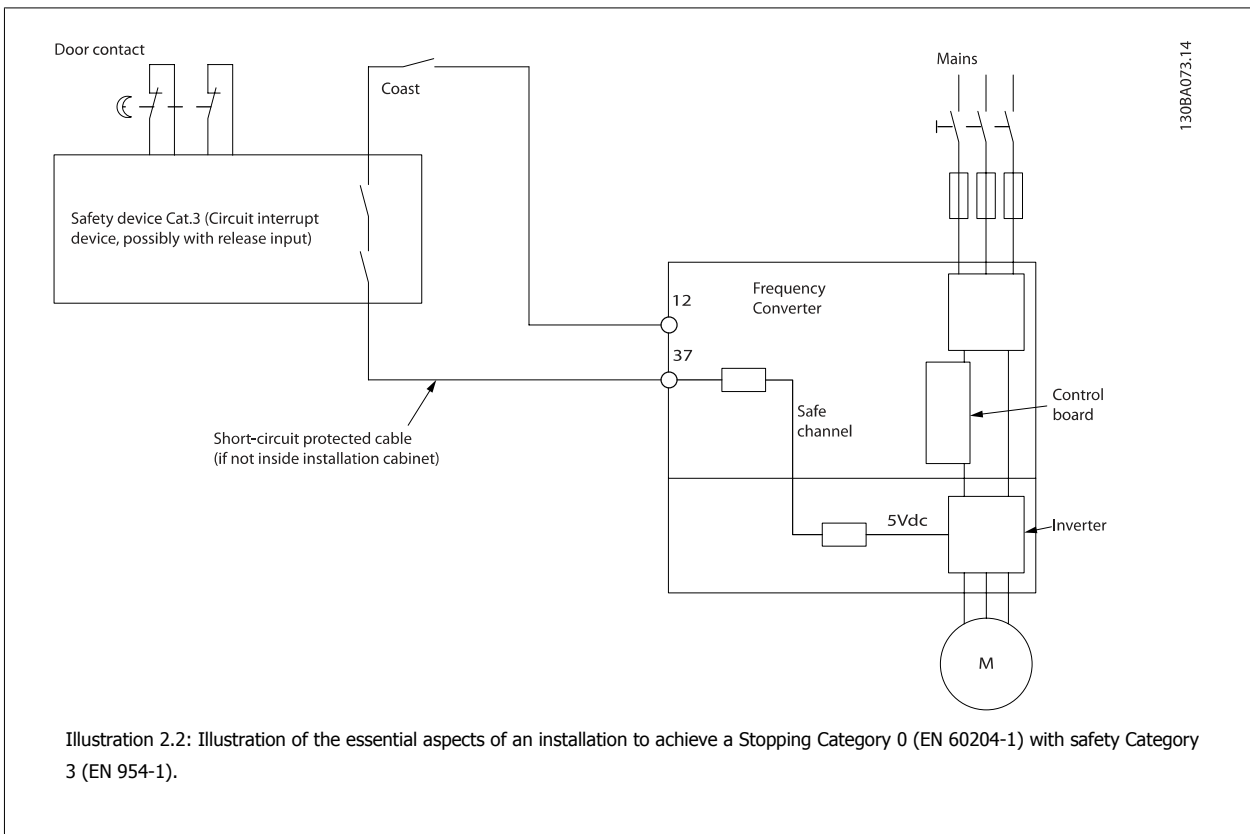 Door contact
Coast
Mains
130BA073.14
Safety device Cat.3 (Circuit interrupt
device, possibly with release input)
12
Frequency
Converter
37
Safe
channel
Control
board
Short-circuit protected cable
(if not inside installation cabinet)
5Vdc
Inverter
M
Illustration 2.2: Illustration of the essential aspects of an installation to achieve a Stopping Category 0 (EN 60204-1) with safety Category
3 (EN 954-1).